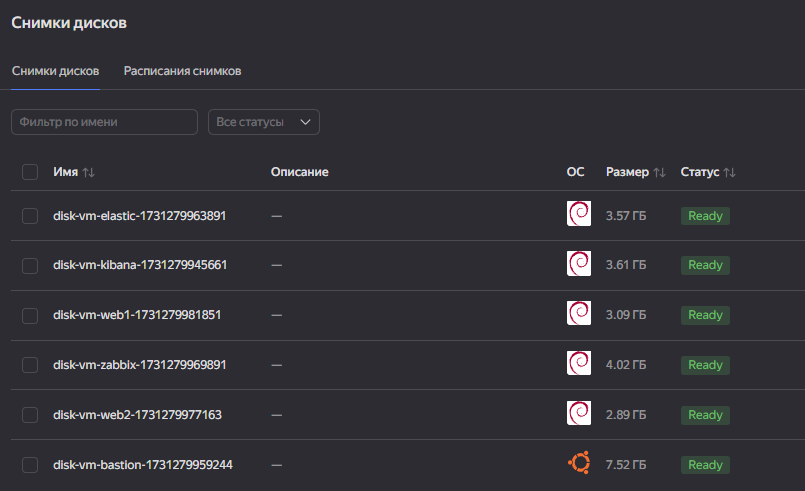 Снимки дисков
Снимки дисков Расписания снимков
Фильтр по имени Все статусы
Имя Описание ОС Размер Статус
disk-vm-elastic-1731279963891 — 3.57 ГБ Ready
disk-vm-kibana-1731279945661 — 3.61 ГБ Ready
disk-vm-web1-1731279981851 — 3.09 ГБ Ready
disk-vm-zabbix-1731279969891 — 4.02 ГБ Ready
disk-vm-web2-1731279977163 — 2.89 ГБ Ready
disk-vm-bastion-1731279959244 — 7.52 ГБ Ready